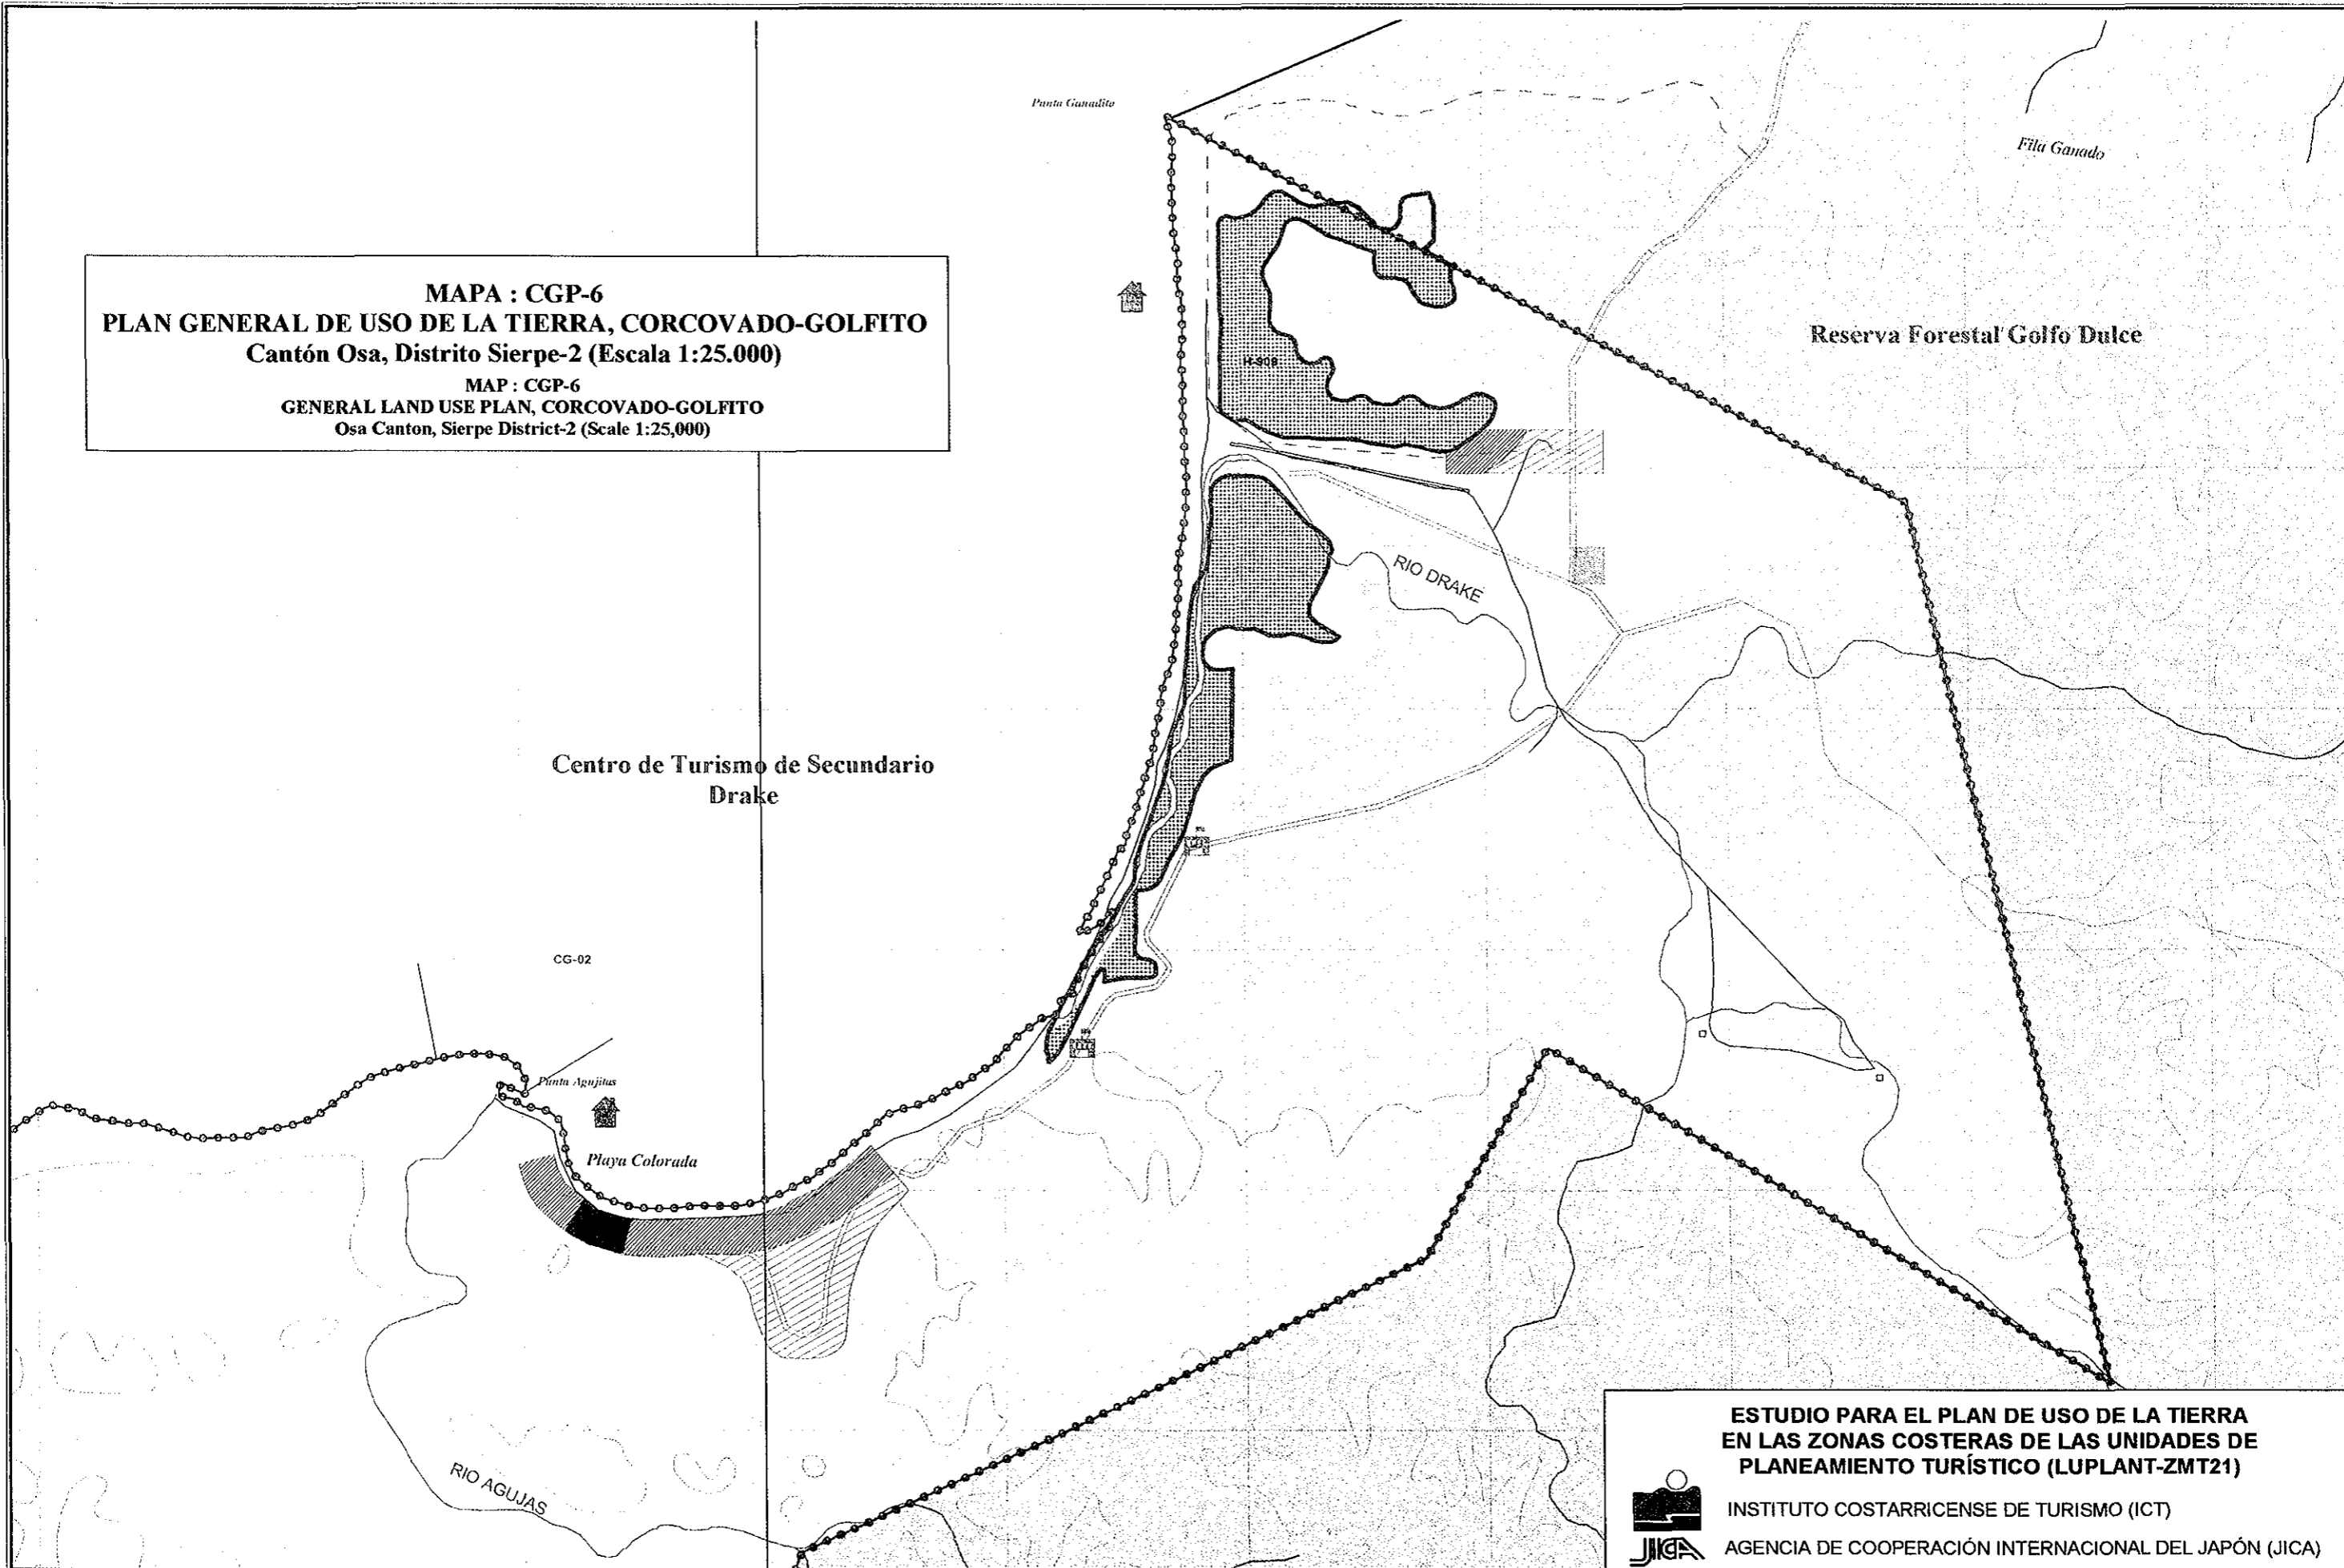 Punta Ganadito
Fila Ganado
MAPA : CGP-6
PLAN GENERAL DE USO DE LA TIERRA, CORCOVADO-GOLFITO
Cantón Osa, Distrito Sierpe-2 (Escala 1:25.000)
MAP : CGP-6
GENERAL LAND USE PLAN, CORCOVADO-GOLFITO
Osa Canton, Sierpe District-2 (Scale 1:25,000)
Reserva Forestal Golfo Dulce
H-909
RIO DRAKE
Centro de Turismo de Secundario
Drake
CG-02
Punta Agujitas
Playa Colorada
RIO AGUJAS
ESTUDIO PARA EL PLAN DE USO DE LA TIERRA
EN LAS ZONAS COSTERAS DE LAS UNIDADES DE
PLANEAMIENTO TURÍSTICO (LUPLANT-ZMT21)
INSTITUTO COSTARRICENSE DE TURISMO (ICT)
JICA AGENCIA DE COOPERACIÓN INTERNACIONAL DEL JAPÓN (JICA)